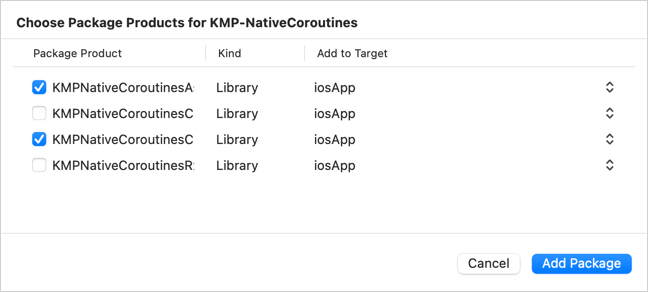 Choose Package Products for KMP-NativeCoroutines
Package Product Kind Add to Target
KMPNativeCoroutinesA Library iosApp
KMPNativeCoroutinesC Library iosApp
KMPNativeCoroutinesC Library iosApp
KMPNativeCoroutinesR Library iosApp
Cancel Add Package